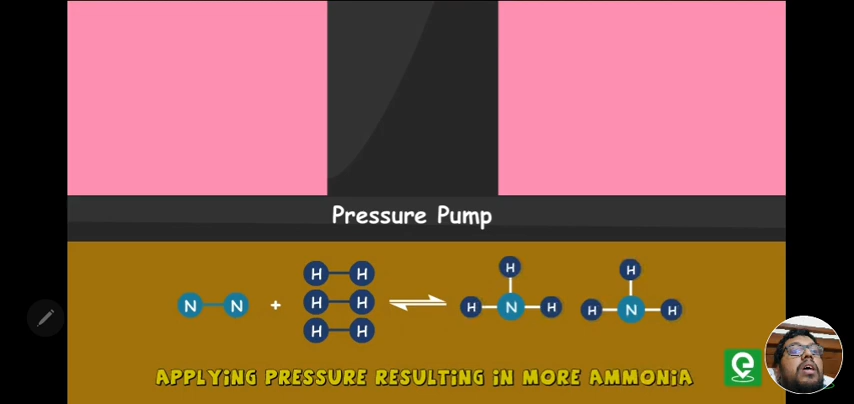 Pressure Pump
H H
H H H
N N + H H H N H H N H
H H
APPLYING PRESSURE RESULTING IN MORE AMMONIA